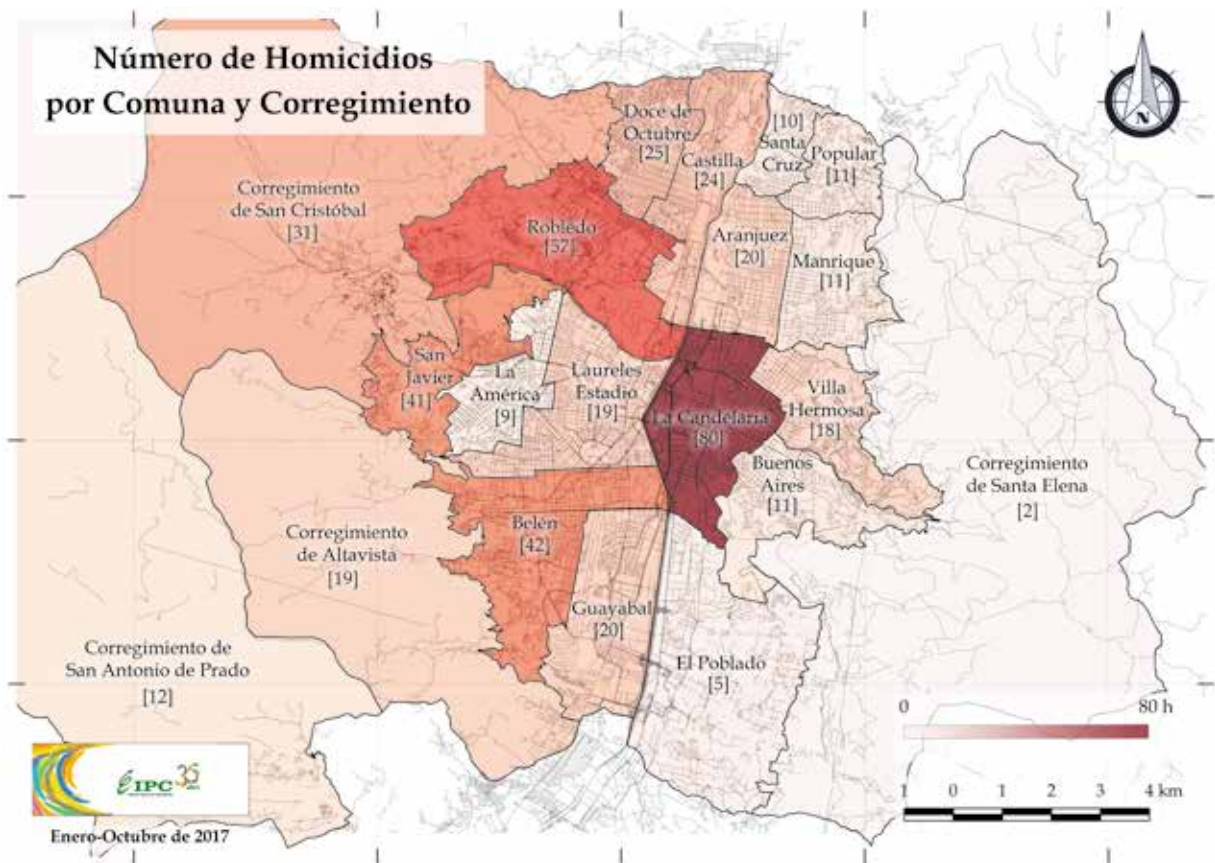 Número de Homicidios
por Comuna y Corregimiento
N
Doce de
Octubre
[25]
Castilla
[24]
[10]
Santa
Cruz
Popular
[11]
Corregimiento
de San Cristóbal
[31]
Robledo
[57]
Aranjuez
[20]
Manrique
[11]
San
Javier
[41]
La
América
[9]
Laureles
Estadio
[19]
La Candelaria
[80]
Villa
Hermosa
[18]
Buenos
Aires
[11]
Corregimiento
de Santa Elena
[2]
Corregimiento
de Altavista
[19]
Belén
[42]
Guayabal
[20]
El Poblado
[5]
Corregimiento de
San Antonio de Prado
[12]
0 80 h
1 0 1 2 3 4 km
IPC 35
Enero-Octubre de 2017